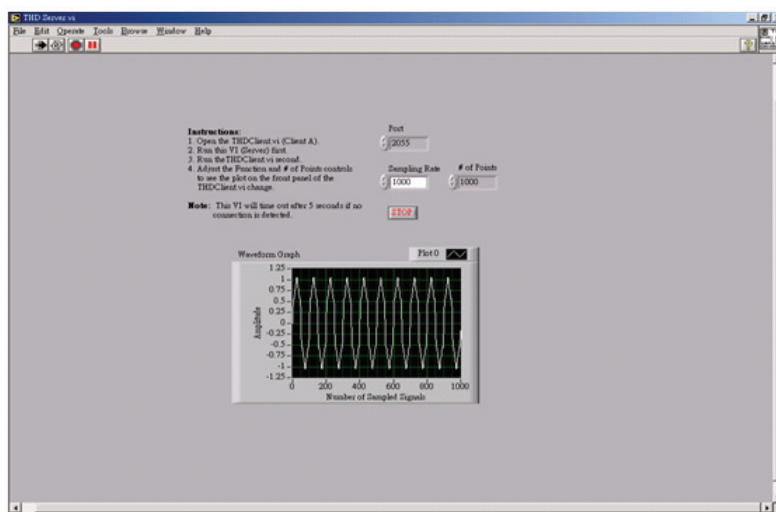 THD Server.vi
File Edit Operate Tools Browse Window Help
Instructions:
1. Open the THDClient.vi (Client A).
2. Run this VI (Server) first.
3. Run the THDClient.vi second.
4. Adjust the Function and # of Points controls
to see the plot on the front panel of the
THDClient.vi change.
Note: This VI will time out after 5 seconds if no
connection is detected.
Port
2055
Sampling Rate # of Points
1000 1000
STOP
Waveform Graph Plot 0
1.25
1
0.75
0.5
0.25
0
-0.25
-0.5
-0.75
-1
-1.25
Amplitude
0 200 400 600 800 1000
Number of Sampled Signals